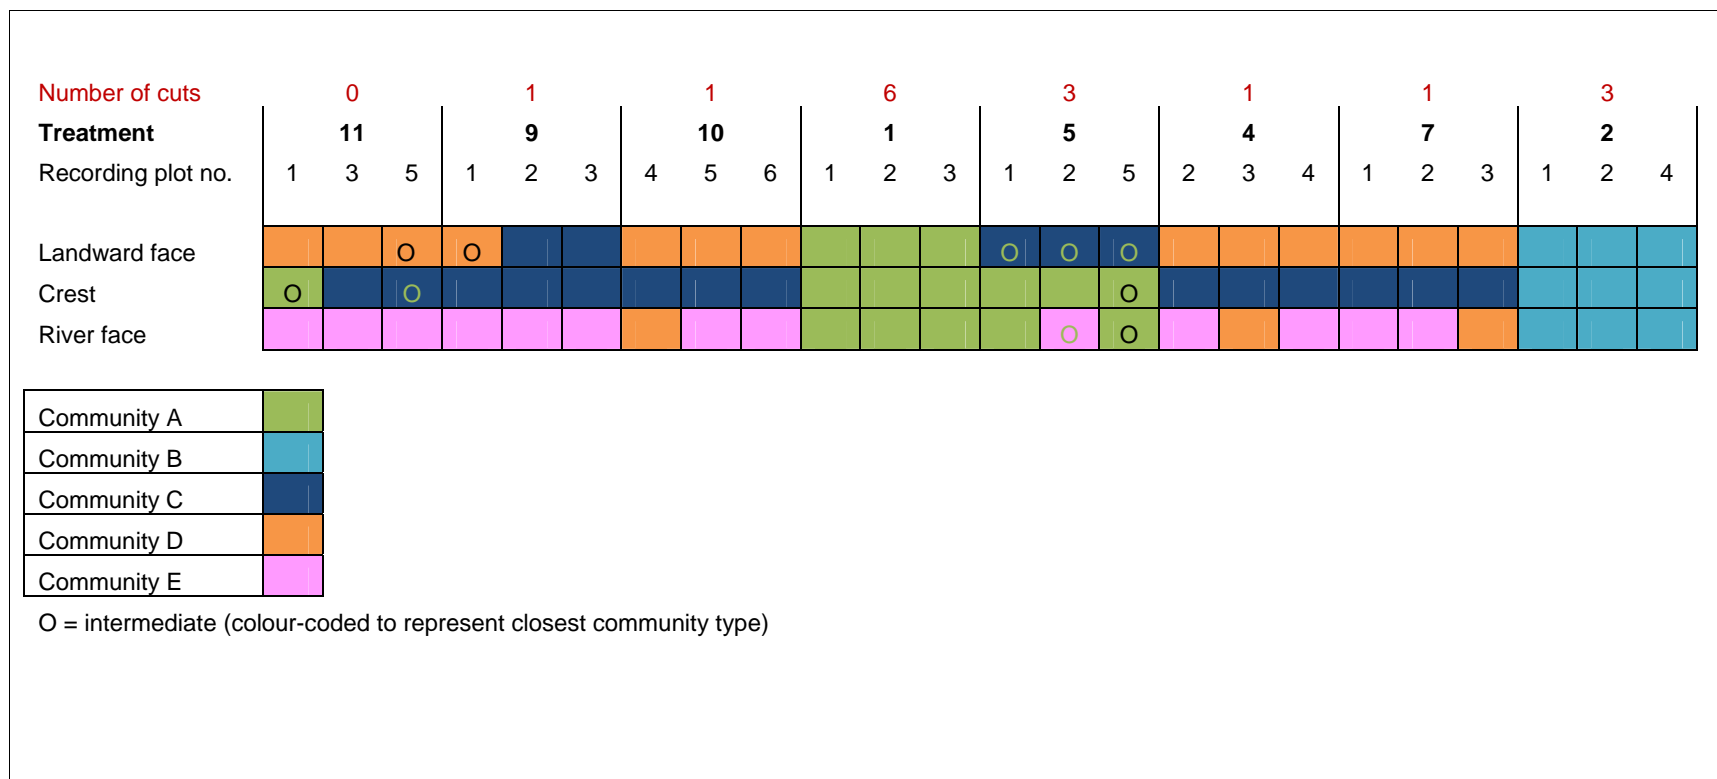 Number of cuts 0 1 1 6 3 1 1 3
Treatment 11 9 10 1 5 4 7 2
Recording plot no. 1 3 5 1 2 3 4 5 6 1 2 3 1 2 5 2 3 4 1 2 3 1 2 4
Landward face O O O O O
Crest O O O
River face O O
Community A
Community B
Community C
Community D
Community E
O = intermediate (colour-coded to represent closest community type)